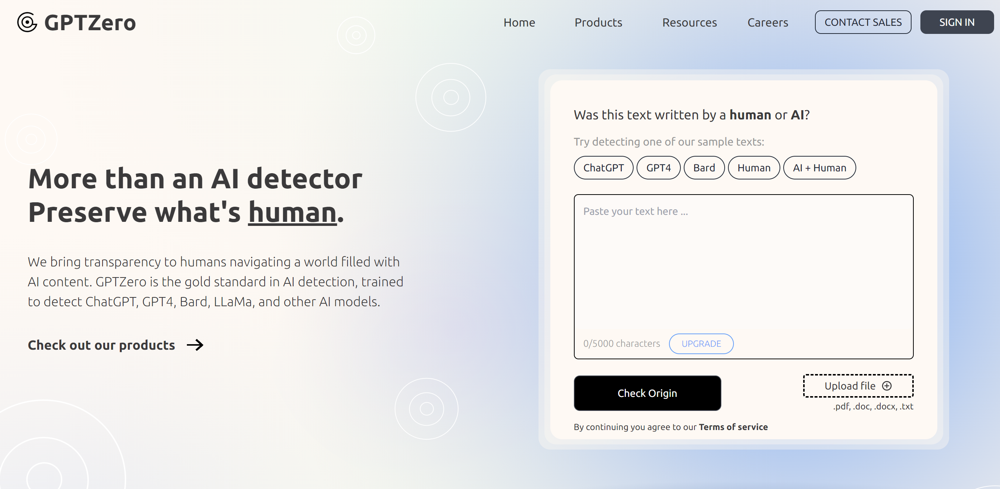 GPTZero
Home
Products
Resources
Careers
CONTACT SALES
SIGN IN
More than an AI detector
Preserve what's human.
We bring transparency to humans navigating a world filled with
AI content. GPTZero is the gold standard in AI detection, trained
to detect ChatGPT, GPT4, Bard, LLaMa, and other AI models.
Check out our products
Was this text written by a human or AI?
Try detecting one of our sample texts:
ChatGPT
GPT4
Bard
Human
AI + Human
Paste your text here ...
0/5000 characters
UPGRADE
Check Origin
Upload file
.pdf, .doc, .docx, .txt
By continuing you agree to our Terms of service